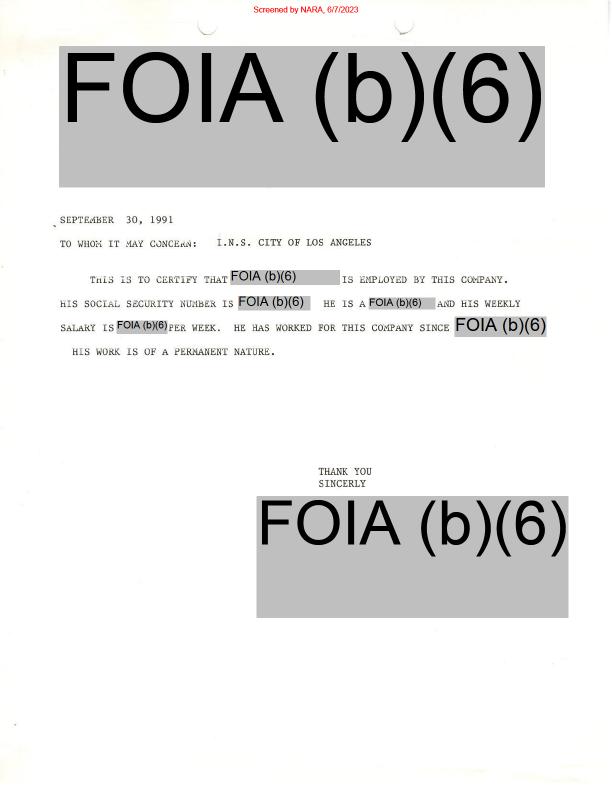 Screened by NARA, 6/7/2023
FOIA (b)(6)
SEPTEMBER 30, 1991
TO WHOM IT MAY CONCERN: I.N.S. CITY OF LOS ANGELES
THIS IS TO CERTIFY THAT FOIA (b)(6) IS EMPLOYED BY THIS COMPANY.
HIS SOCIAL SECURITY NUMBER IS FOIA (b)(6) HE IS A FOIA (b)(6) AND HIS WEEKLY
SALARY IS FOIA (b)(6) PER WEEK. HE HAS WORKED FOR THIS COMPANY SINCE FOIA (b)(6)
HIS WORK IS OF A PERMANENT NATURE.
THANK YOU
SINCERLY
FOIA (b)(6)